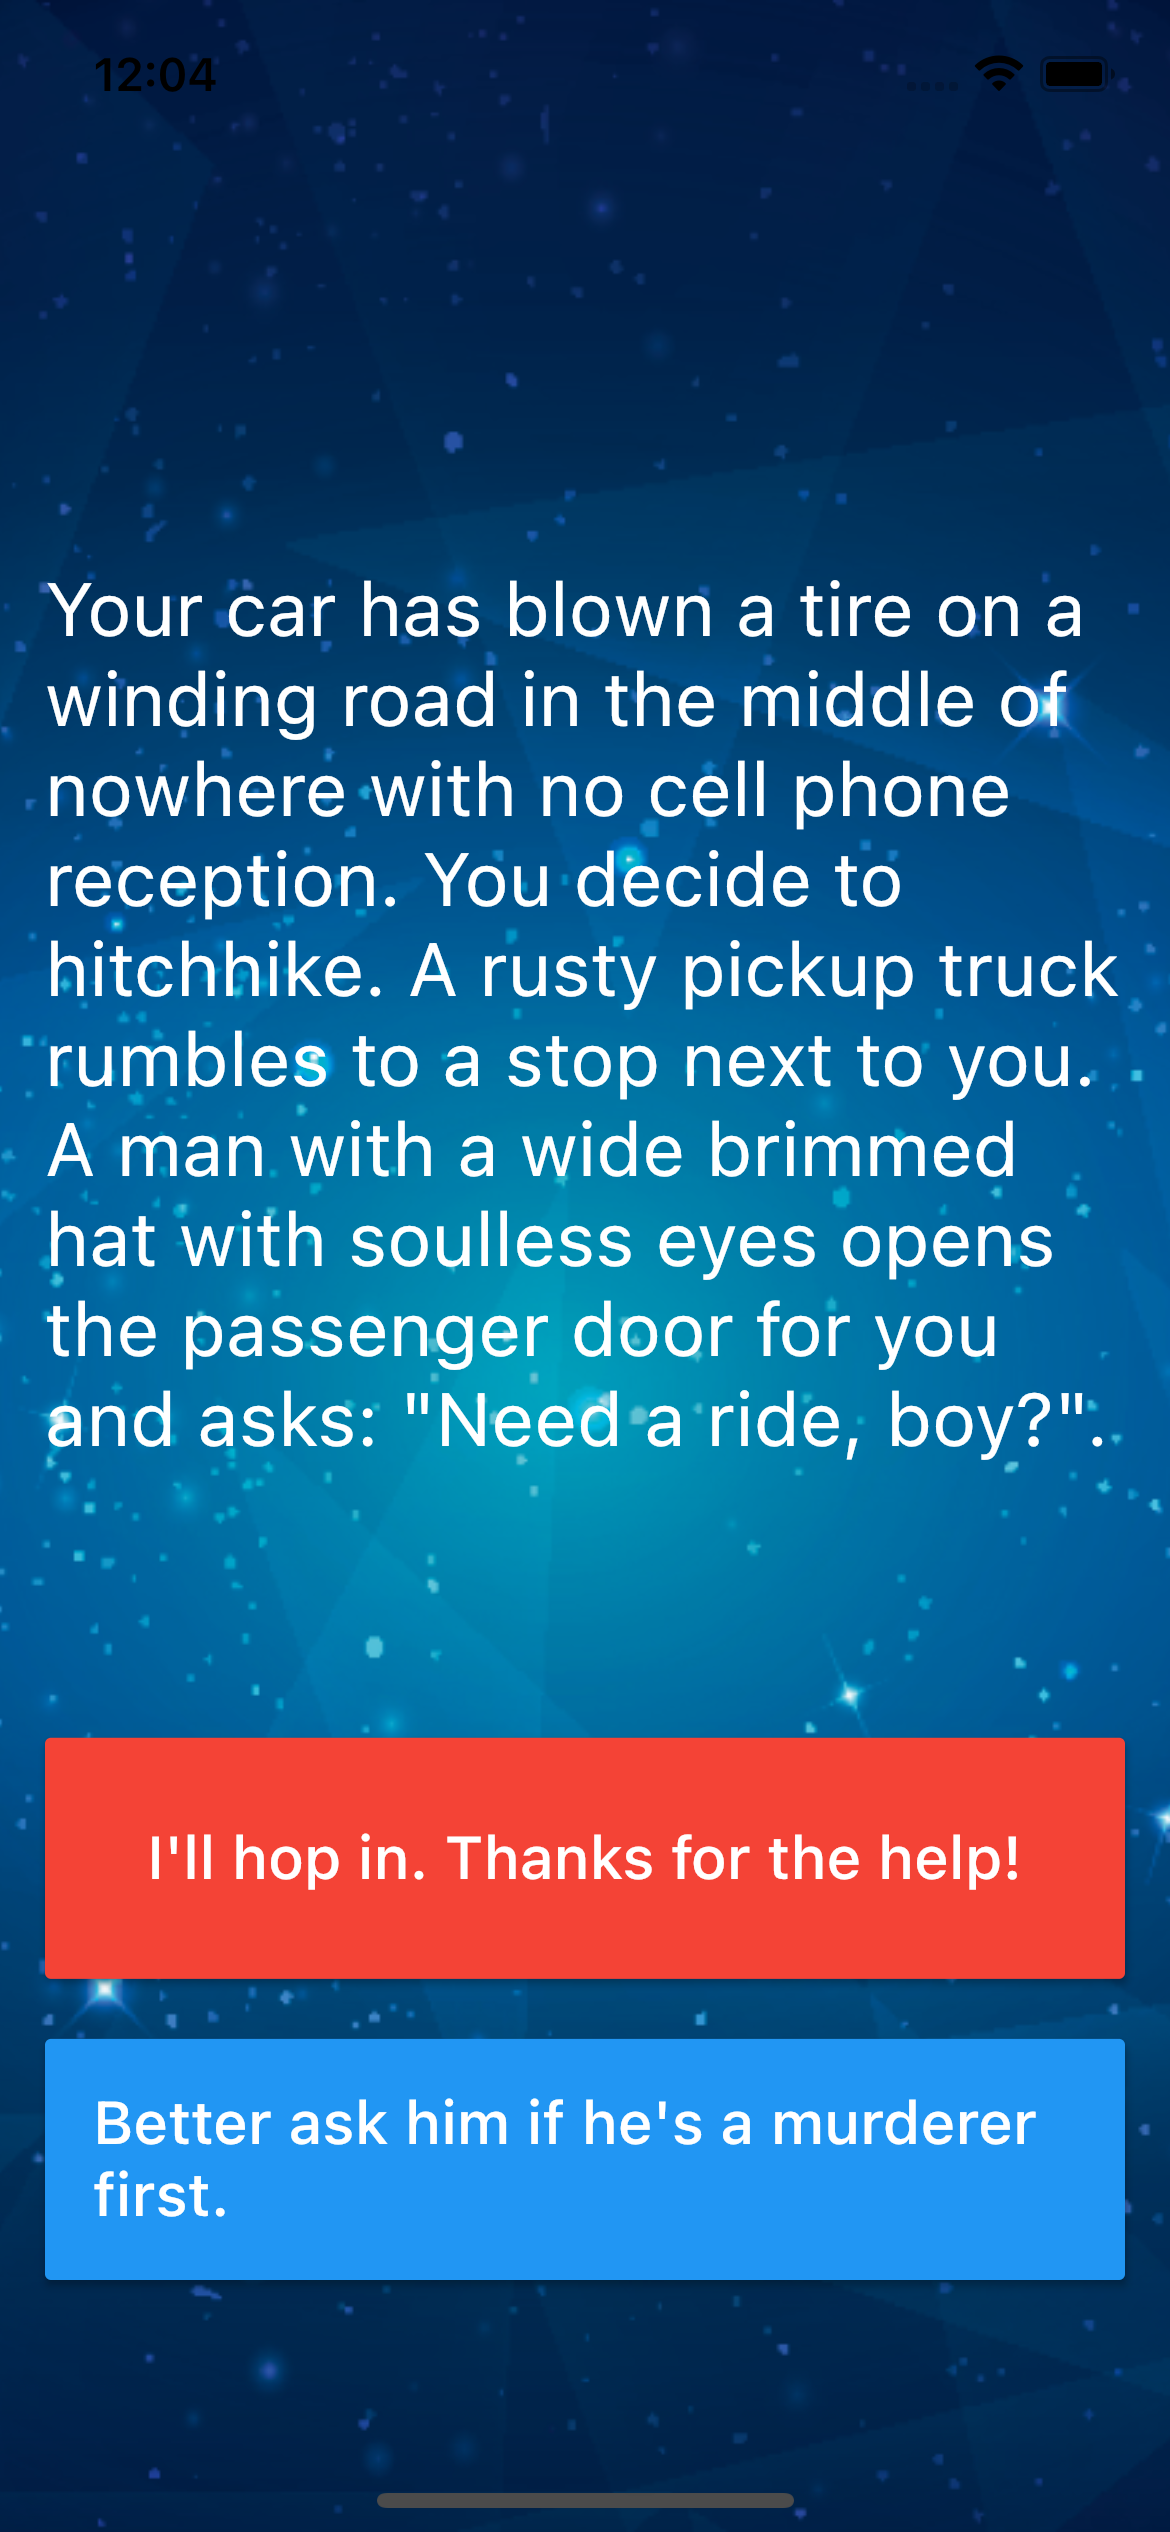 12:04
Your car has blown a tire on a
winding road in the middle of
nowhere with no cell phone
reception. You decide to
hitchhike. A rusty pickup truck
rumbles to a stop next to you.
A man with a wide brimmed
hat with soulless eyes opens
the passenger door for you
and asks: "Need a ride, boy?".
I'll hop in. Thanks for the help!
Better ask him if he's a murderer
first.